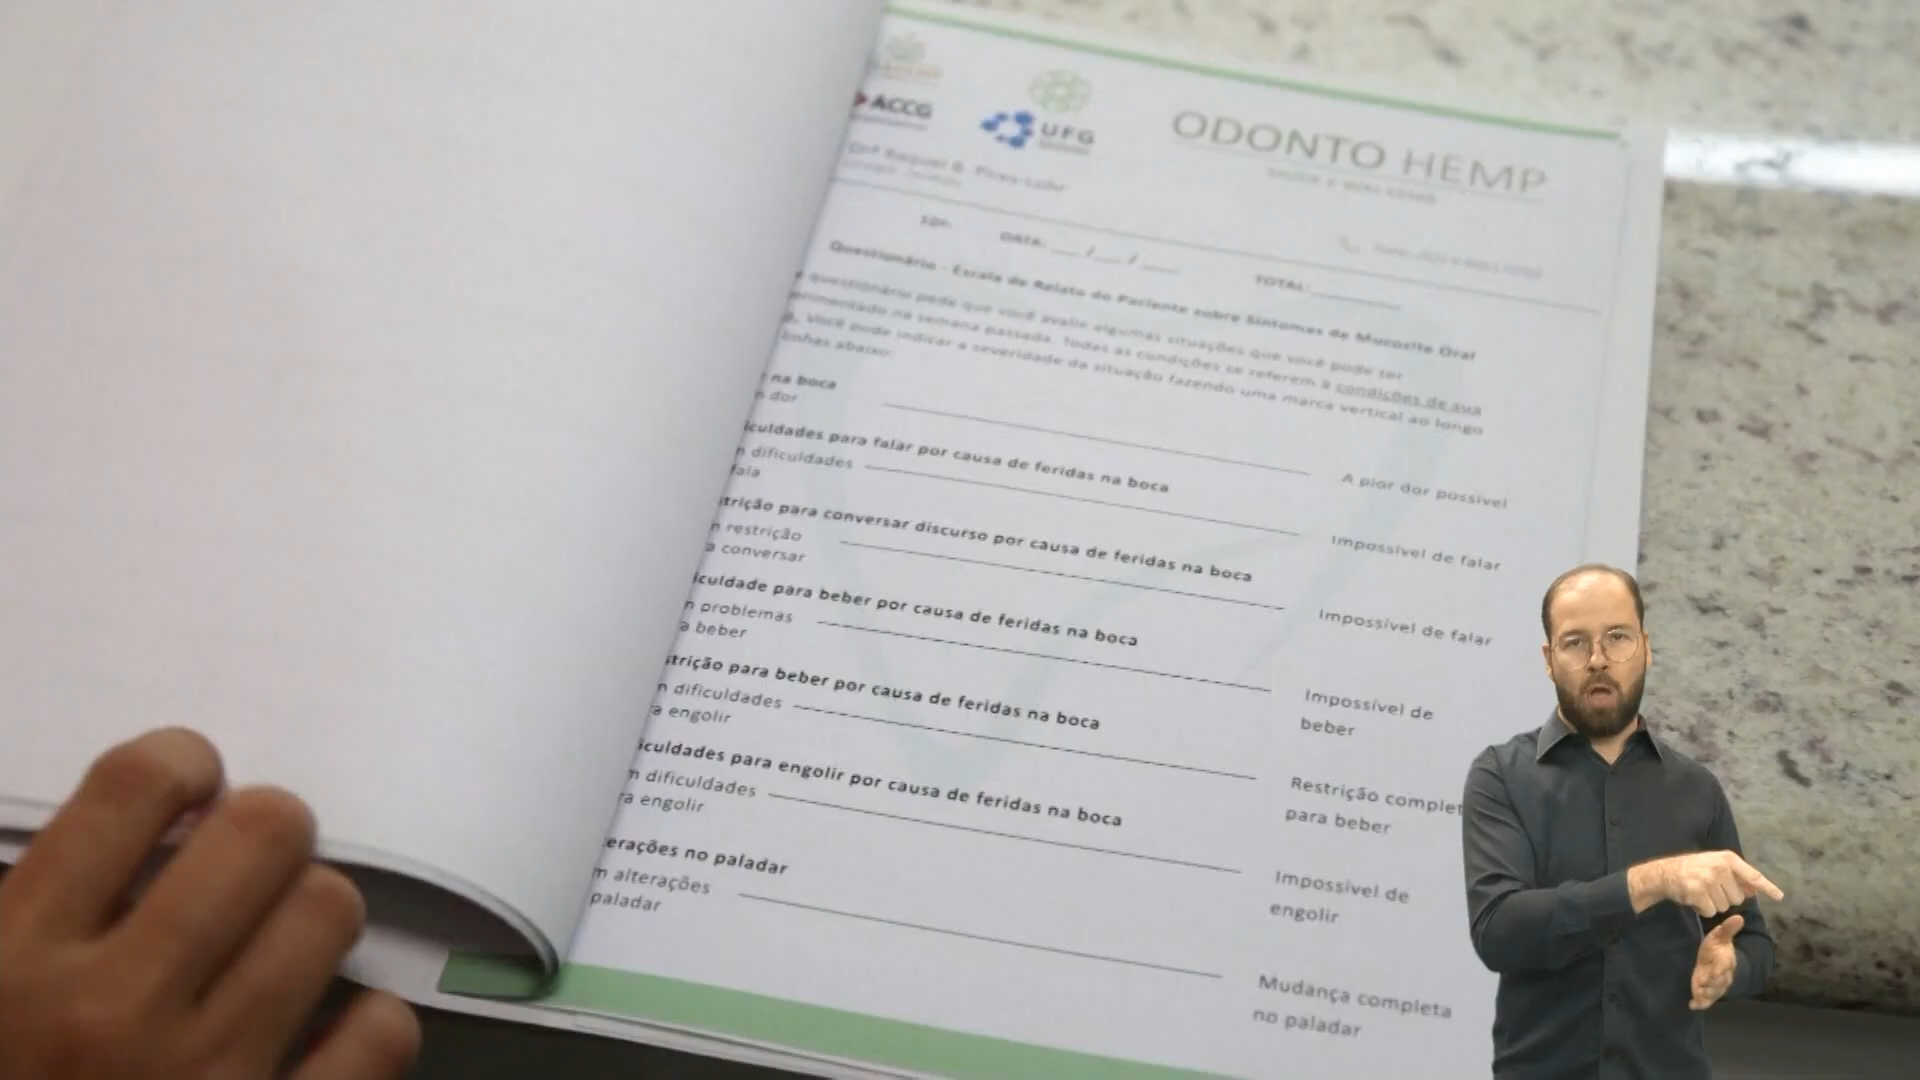 ACCG
UFG
ODONTO HEMP
DATA: __ / __ / __
TOTAL:
Questionário - Escala de Relato do Paciente sobre Sintomas de Mucosite Oral
questionário pede que você avalie algumas situações que você pode ter
na semana passada. Todas as condições se referem à condições de sua
Você pode indicar a severidade da situação fazendo uma marca vertical ao longo
linhas abaixo:
na boca
dor
A pior dor possível
iculdades para falar por causa de feridas na boca
m dificuldades
fala
Impossível de falar
trição para conversar discurso por causa de feridas na boca
m restrição
a conversar
Impossível de falar
iculdade para beber por causa de feridas na boca
m problemas
a beber
Impossível de
beber
trição para beber por causa de feridas na boca
m dificuldades
ra engolir
Restrição complet
para beber
iculdades para engolir por causa de feridas na boca
m dificuldades
ra engolir
Impossível de
engolir
erações no paladar
m alterações
paladar
Mudança completa
no paladar